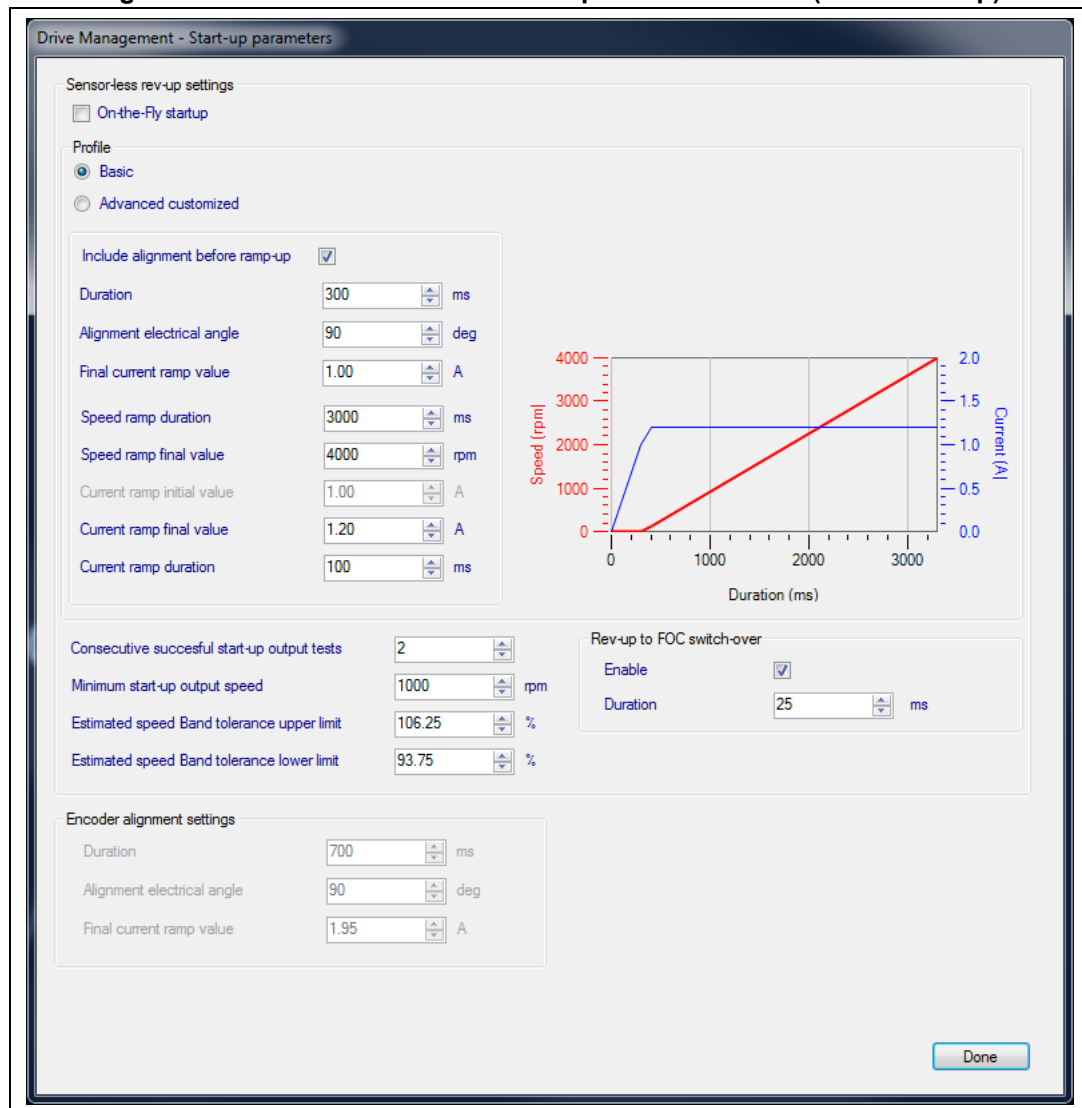 Drive Management - Start-up parameters
Sensor-less rev-up settings
On-the-Fly startup
Profile
Basic
Advanced customized
Include alignment before ramp-up
Duration 300 ms
Alignment electrical angle 90 deg
Final current ramp value 1.00 A
Speed ramp duration 3000 ms
Speed ramp final value 4000 rpm
Current ramp initial value 1.00 A
Current ramp final value 1.20 A
Current ramp duration 100 ms
4000 2.0
3000 1.5
2000 1.0
1000 0.5
0 0.0
Speed (rpm)
Current (A)
0 1000 2000 3000
Duration (ms)
Consecutive succesful start-up output tests 2
Minimum start-up output speed 1000 rpm
Estimated speed Band tolerance upper limit 106.25 %
Estimated speed Band tolerance lower limit 93.75 %
Rev-up to FOC switch-over
Enable
Duration 25 ms
Encoder alignment settings
Duration 700 ms
Alignment electrical angle 90 deg
Final current ramp value 1.95 A
Done